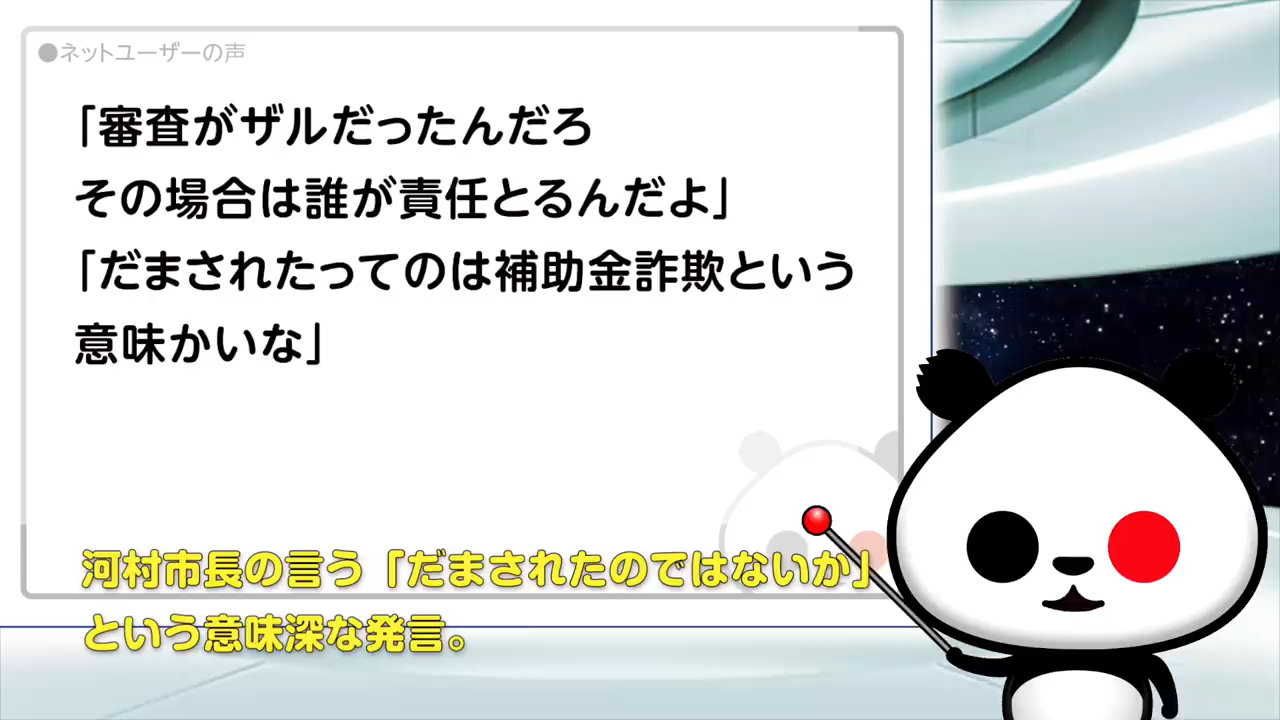 ●ネットユーザーの声
「審査がザルだったんだろ
その場合は誰が責任とるんだよ」
「だまされたってのは補助金詐欺という
意味かいな」
河村市長の言う「だまされたのではないか」
という意味深な発言。